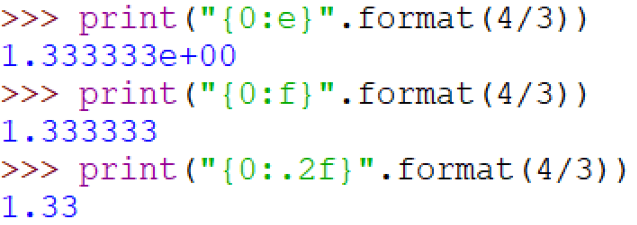 >>> print("{0:e}".format(4/3))
1.333333e+00
>>> print("{0:f}".format(4/3))
1.333333
>>> print("{0:.2f}".format(4/3))
1.33